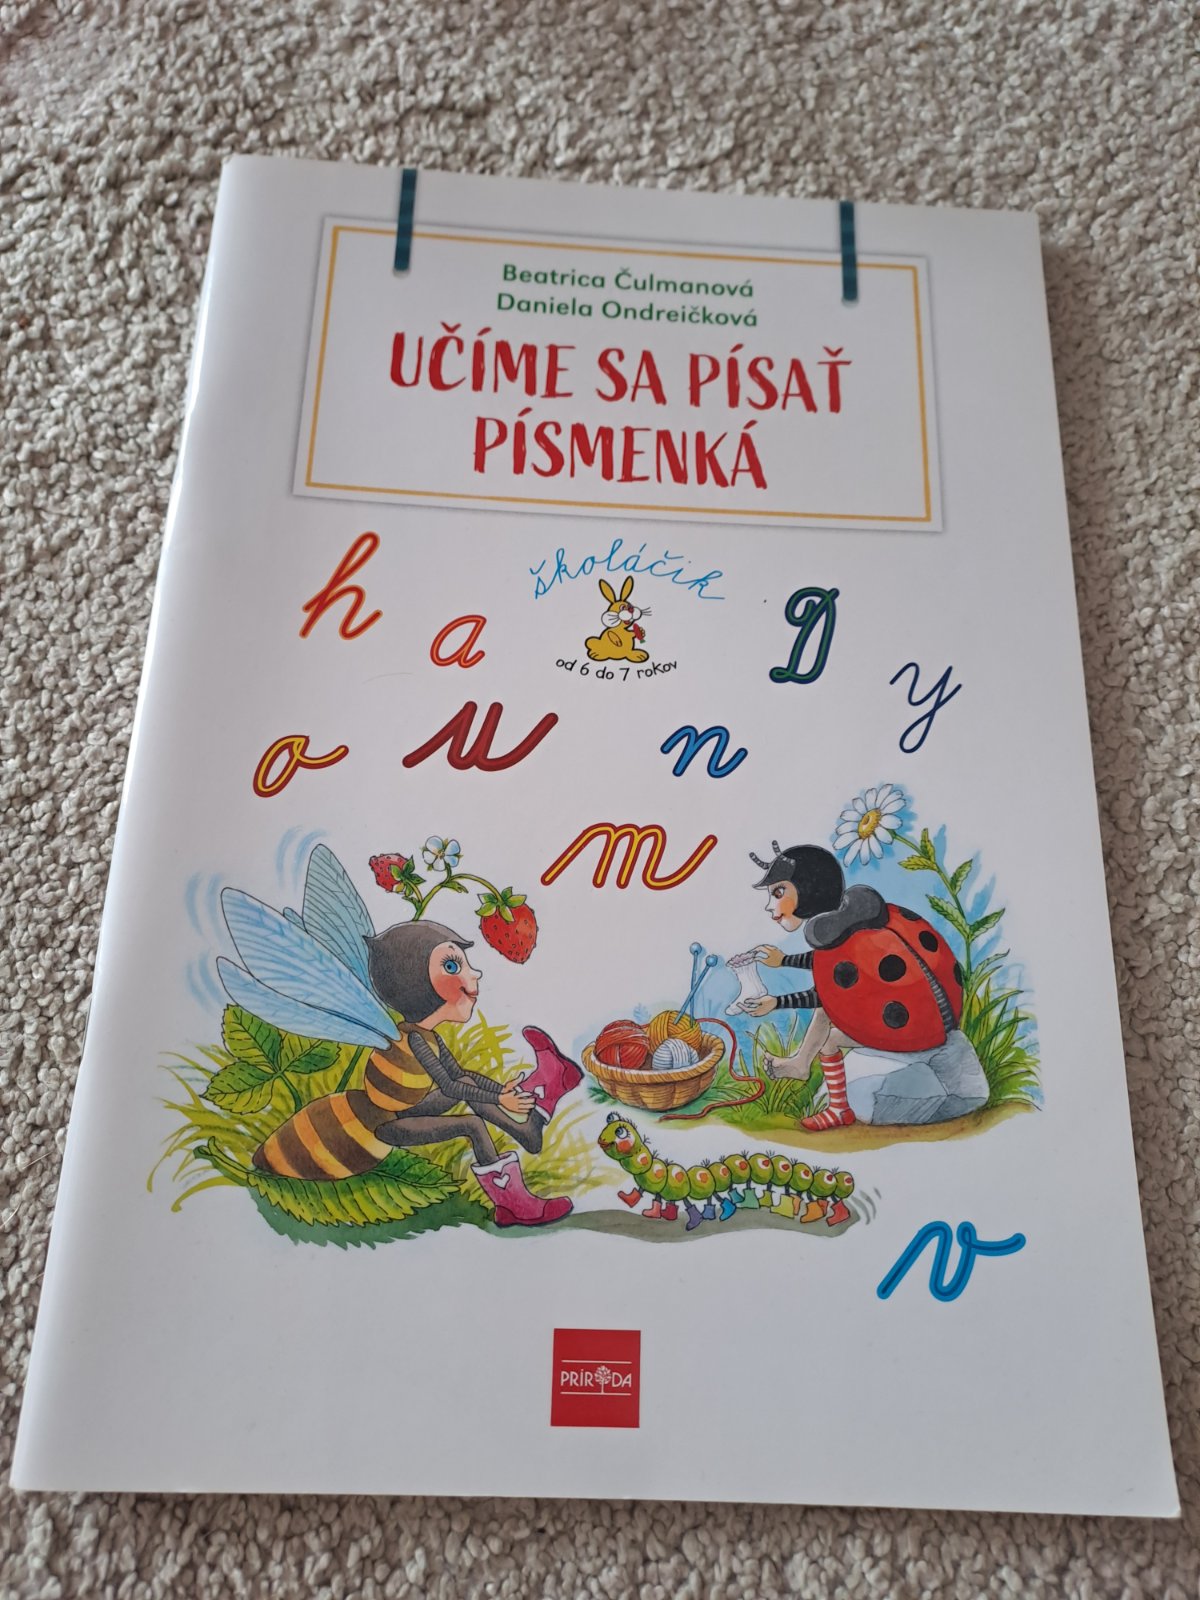 Beatrica Čulmanová
Daniela Ondreičková
UČÍME SA PÍSAŤ
PÍSMENKÁ
školáčik
od 6 do 7 rokov
h
a
D
y
o
u
n
m
v
PRÍRODA